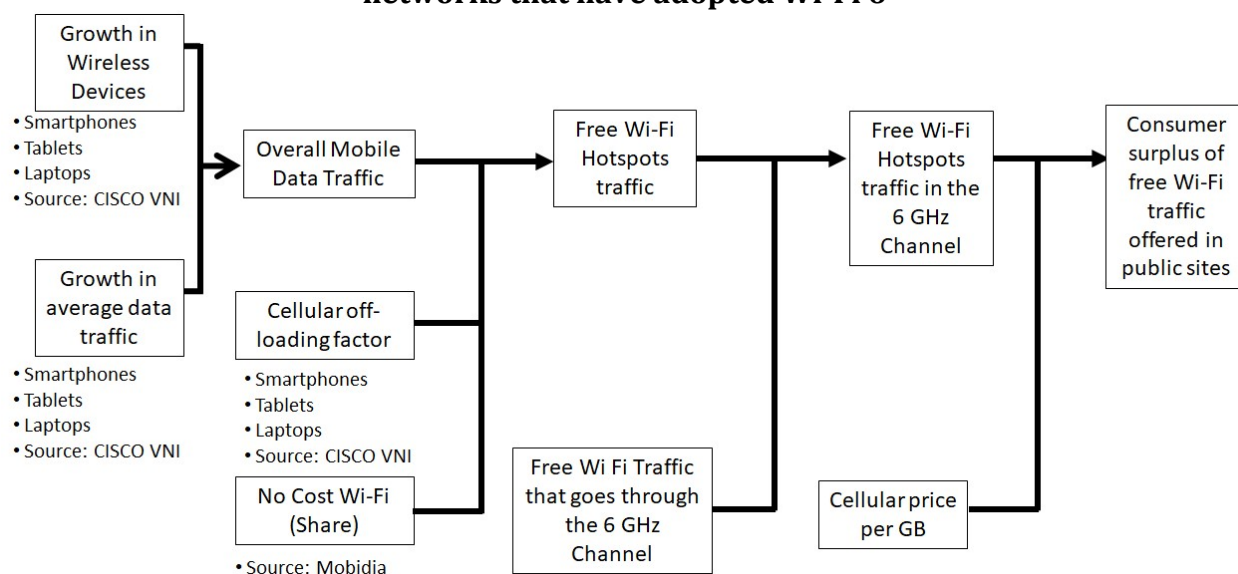 networks that have adopted Wi-Fi 6
Growth in
Wireless
Devices
• Smartphones
• Tablets
• Laptops
• Source: CISCO VNI
Growth in
average data
traffic
• Smartphones
• Tablets
• Laptops
• Source: CISCO VNI
Overall Mobile
Data Traffic
Cellular off-
loading factor
• Smartphones
• Tablets
• Laptops
• Source: CISCO VNI
No Cost Wi-Fi
(Share)
• Source: Mobidia
Free Wi-Fi
Hotspots
traffic
Free Wi Fi Traffic
that goes through
the 6 GHz
Channel
Free Wi-Fi
Hotspots
traffic in the
6 GHz
Channel
Cellular price
per GB
Consumer
surplus of
free Wi-Fi
traffic
offered in
public sites